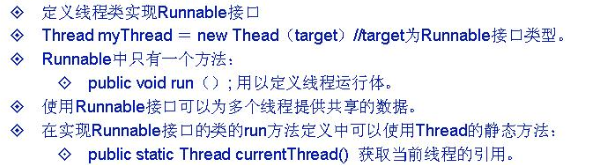 定义线程类实现Runnable接口
Thread myThread = new Thead（target）//target为Runnable接口类型。
Runnable中只有一个方法：
public void run（）; 用以定义线程运行体。
使用Runnable接口可以为多个线程提供共享的数据。
在实现Runnable接口的类的run方法定义中可以使用Thread的静态方法：
public static Thread currentThread() 获取当前线程的引用。